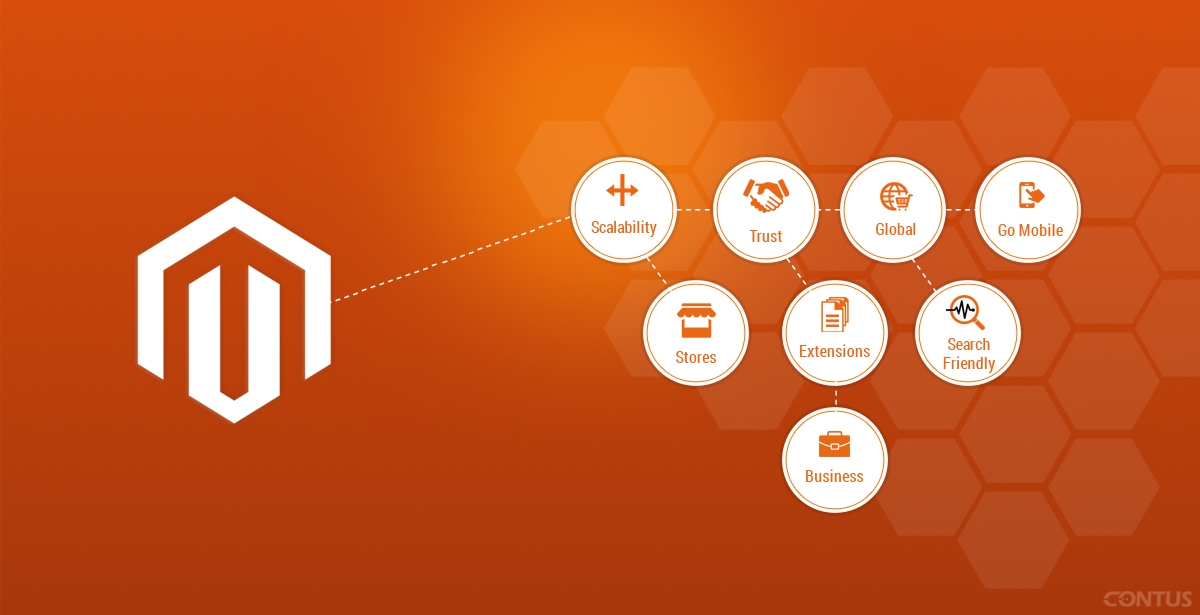 Scalability
Trust
Global
Go Mobile
Stores
Extensions
Search
Friendly
Business
CONTUS